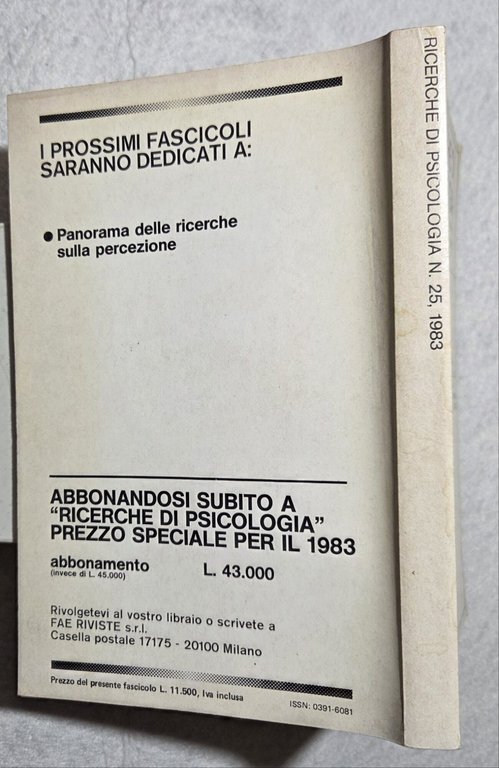 I PROSSIMI FASCICOLI
SARANNO DEDICATI A:
● Panorama delle ricerche
sulla percezione
ABBONANDOSI SUBITO A
“RICERCHE DI PSICOLOGIA”
PREZZO SPECIALE PER IL 1983
abbonamento L. 43.000
(invece di L. 45.000)
Rivolgetevi al vostro libraio o scrivete a
FAE RIVISTE s.r.l.
Casella postale 17175 - 20100 Milano
Prezzo del presente fascicolo L. 11.500, Iva inclusa
ISSN: 0391-6081
RICERCHE DI PSICOLOGIA N. 25, 1983